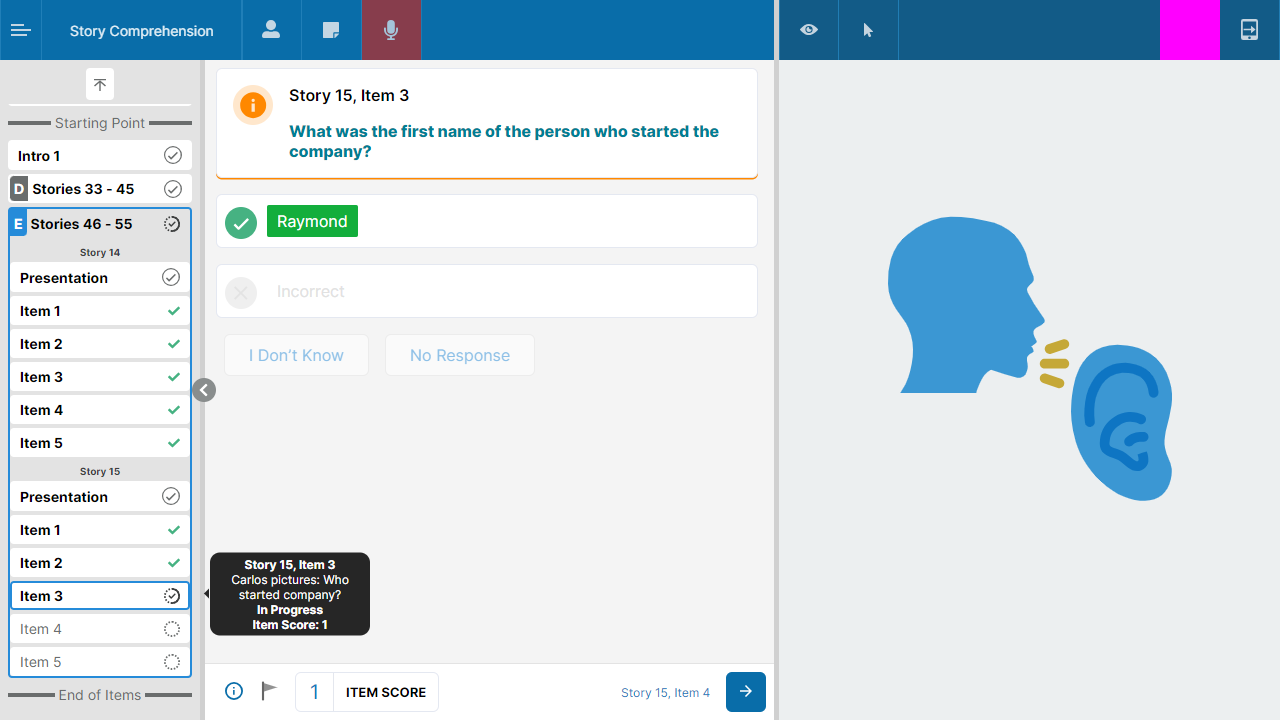 Story Comprehension
Starting Point
Intro 1
D Stories 33 - 45
E Stories 46 - 55
Story 14
Presentation
Item 1
Item 2
Item 3
Item 4
Item 5
Story 15
Presentation
Item 1
Item 2
Item 3
Item 4
Item 5
End of Items
Story 15, Item 3
What was the first name of the person who started the
company?
Raymond
Incorrect
I Don't Know
No Response
Story 15, Item 3
Carlos pictures: Who
started company?
In Progress
Item Score: 1
1 ITEM SCORE
Story 15, Item 4